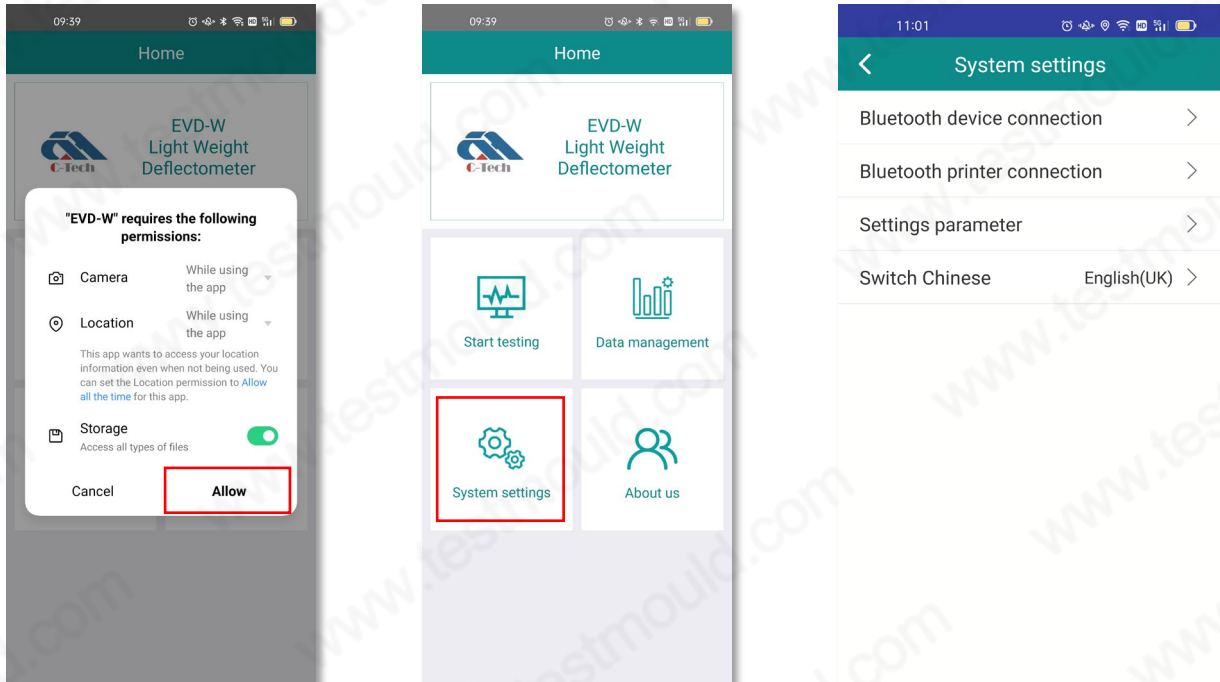 09:39
Home
EVD-W
Light Weight
Deflectometer
C-Tech
"EVD-W" requires the following
permissions:
Camera
While using
the app
Location
While using
the app
This app wants to access your location
information even when not being used. You
can set the Location permission to Allow
all the time for this app.
Storage
Access all types of files
Cancel
Allow
09:39
Home
EVD-W
Light Weight
Deflectometer
C-Tech
Start testing
Data management
System settings
About us
11:01
System settings
Bluetooth device connection
Bluetooth printer connection
Settings parameter
Switch Chinese English(UK)
www.testmould.com